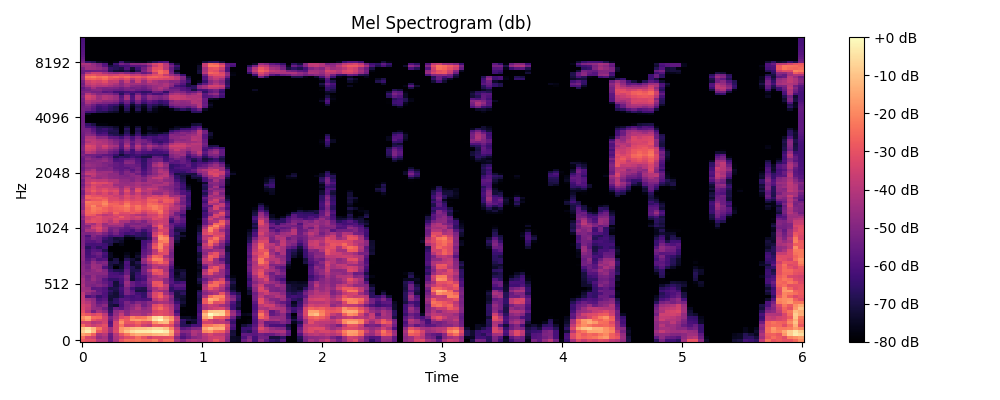 Mel Spectrogram (db)
8192
4096
2048
1024
512
0
Hz
0 1 2 3 4 5 6
Time
+0 dB
-10 dB
-20 dB
-30 dB
-40 dB
-50 dB
-60 dB
-70 dB
-80 dB